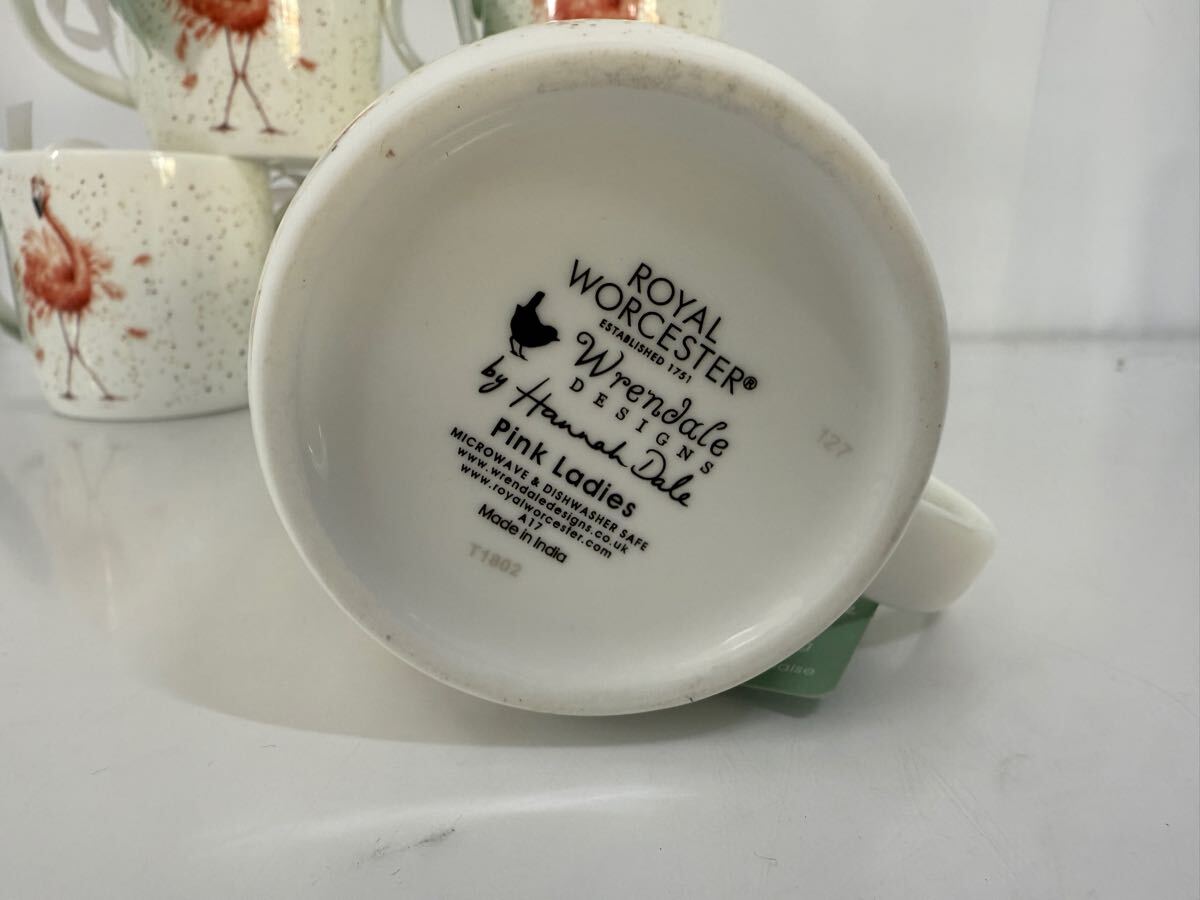 ROYAL
WORCESTER®
ESTABLISHED 1751
Wrendale
DESIGNS
by Hannah Dale
Pink Ladies
MICROWAVE & DISHWASHER SAFE
www.wrendaledesigns.co.uk
www.royalworcester.com
A17
Made in India
T1802
127